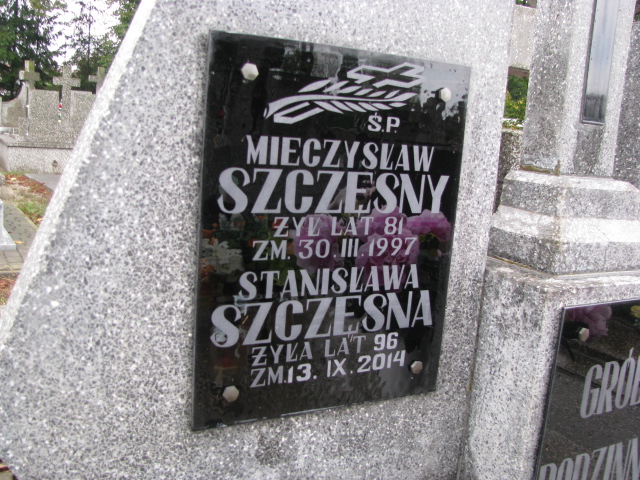 Ś.P.
MIECZYSŁAW
SZCZĘSNY
ŻYŁ LAT 81
ZM. 30.III.1997
STANISŁAWA
SZCZĘSNA
ŻYŁA LAT 96
ZM.13. IX.2014